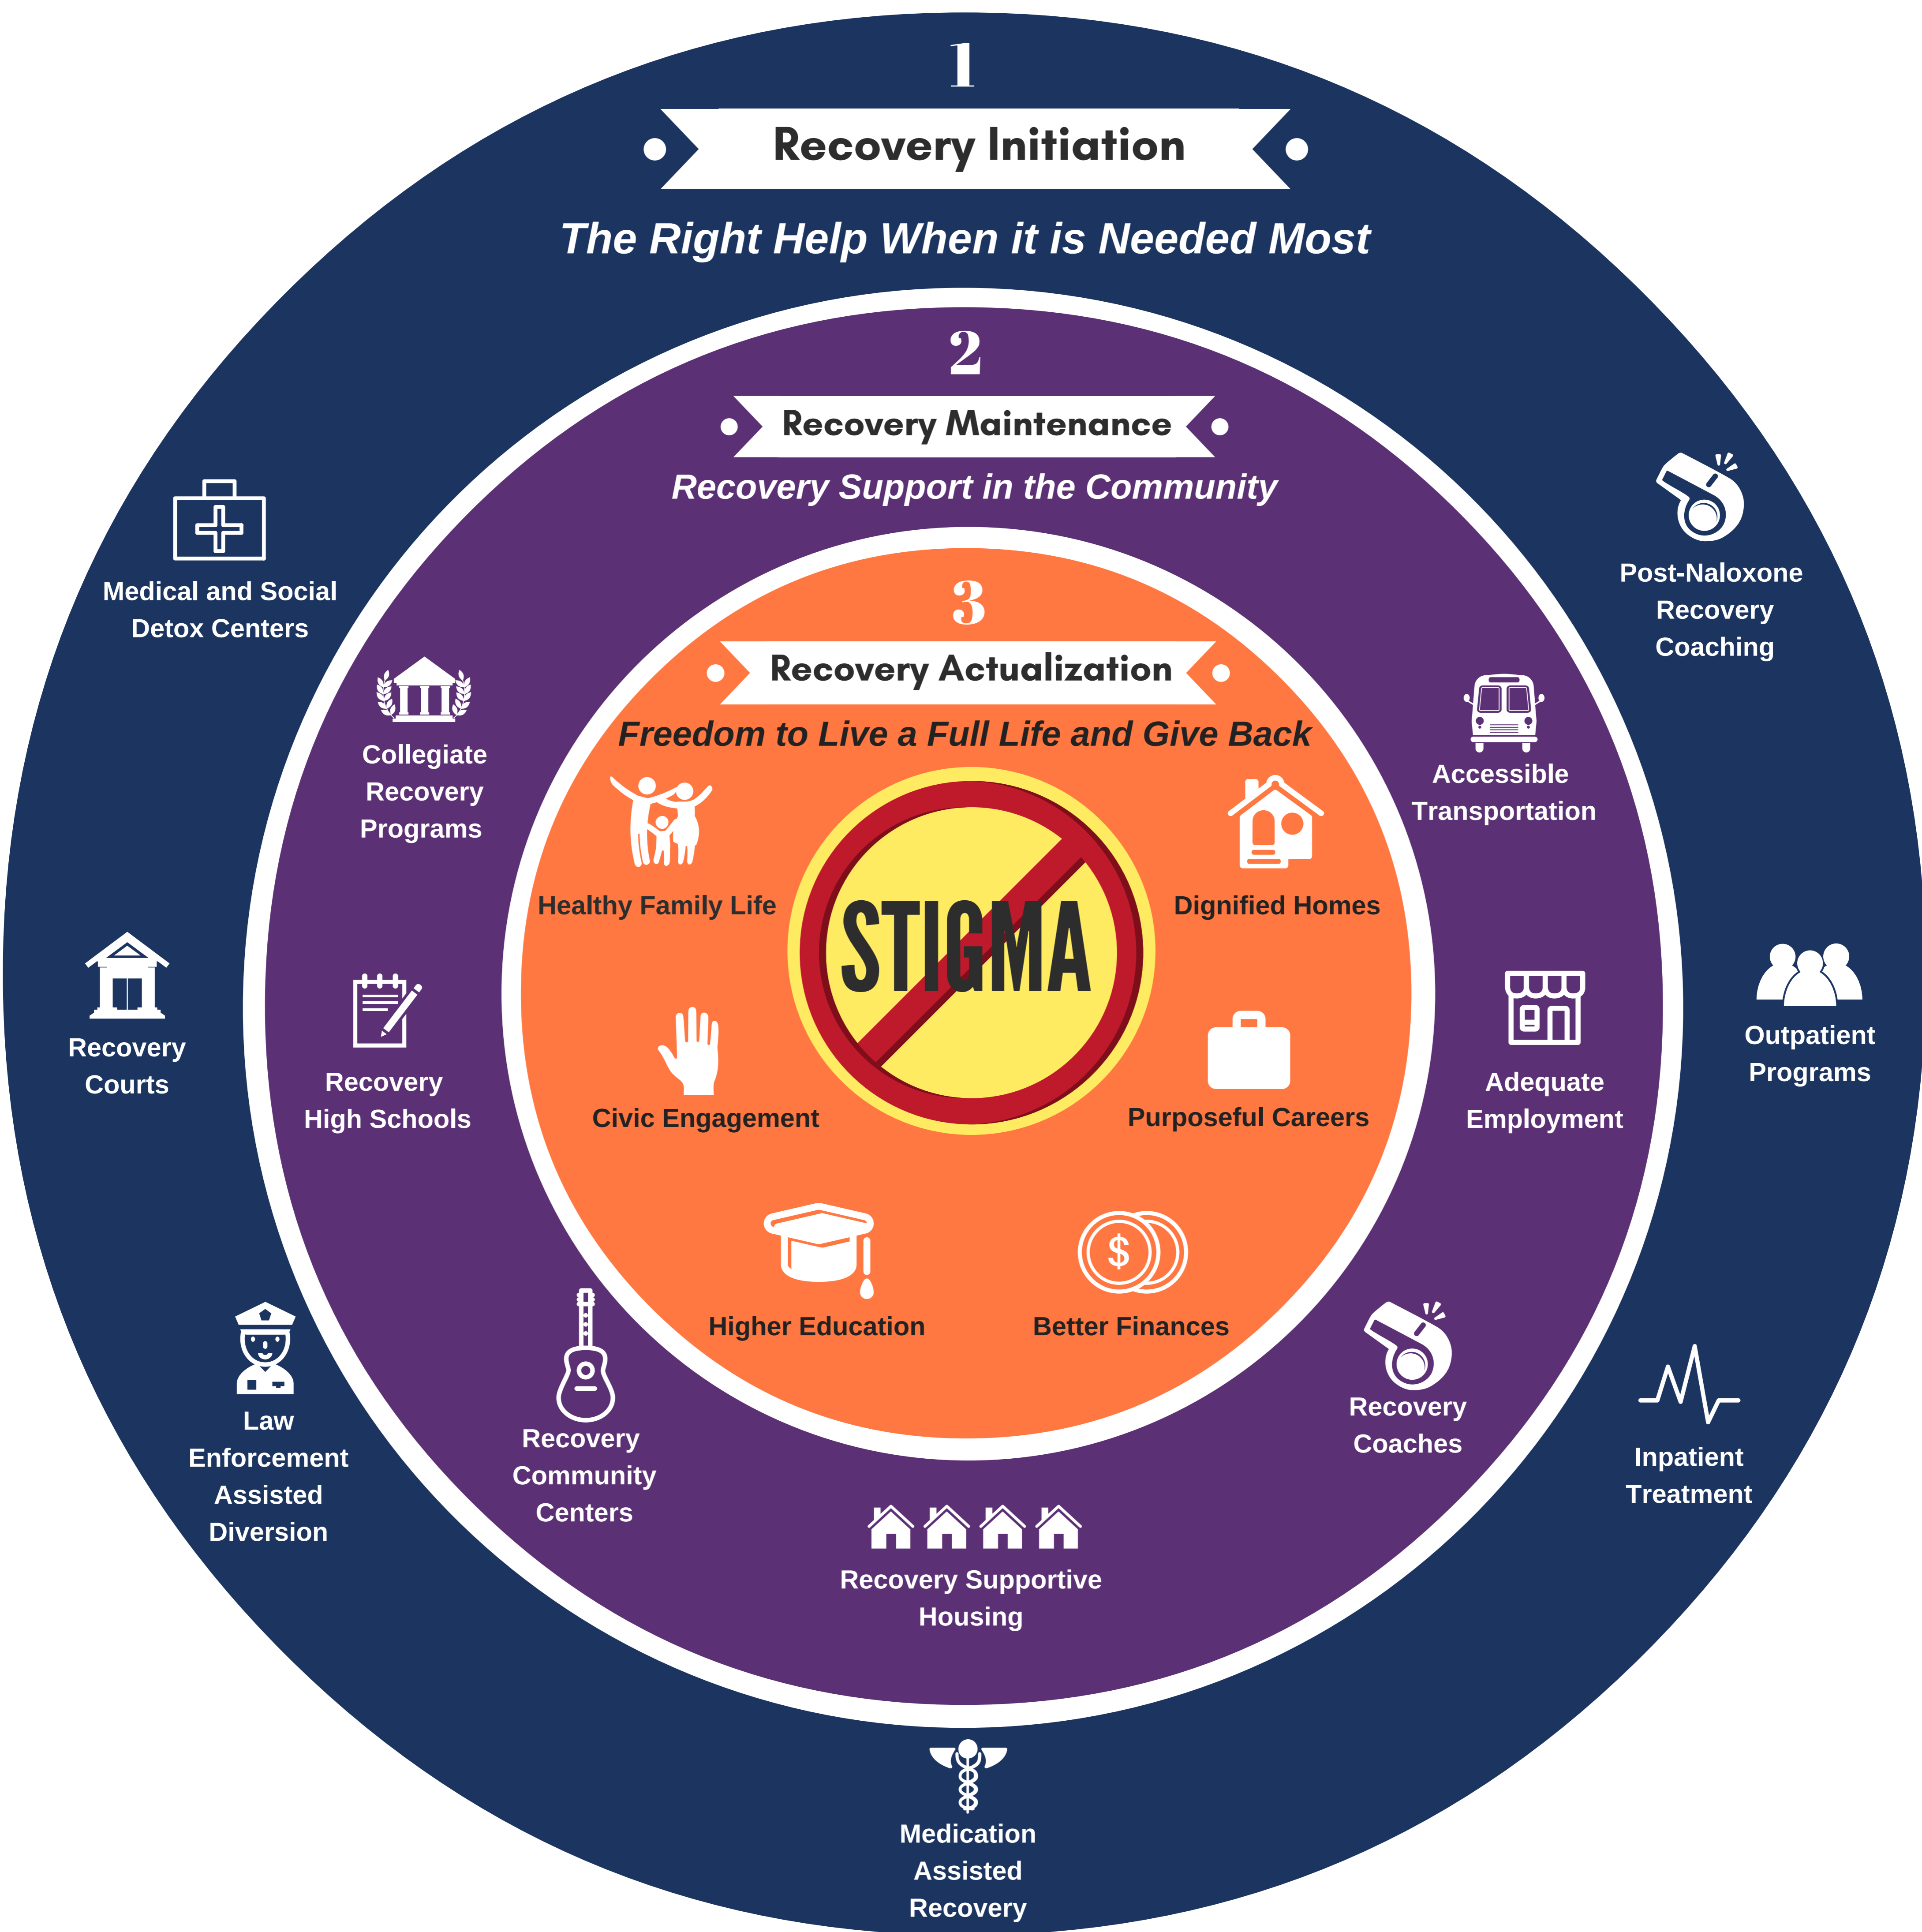 1
Recovery Initiation
The Right Help When it is Needed Most
2
Recovery Maintenance
Recovery Support in the Community
3
Recovery Actualization
Freedom to Live a Full Life and Give Back
STIGMA
Healthy Family Life
Dignified Homes
Civic Engagement
Purposeful Careers
Higher Education
$
Better Finances
Collegiate
Recovery
Programs
Accessible
Transportation
Recovery
High Schools
Adequate
Employment
Recovery
Community
Centers
Recovery
Coaches
Recovery Supportive
Housing
Medical and Social
Detox Centers
Post-Naloxone
Recovery
Coaching
Recovery
Courts
Outpatient
Programs
Law
Enforcement
Assisted
Diversion
Inpatient
Treatment
Medication
Assisted
Recovery